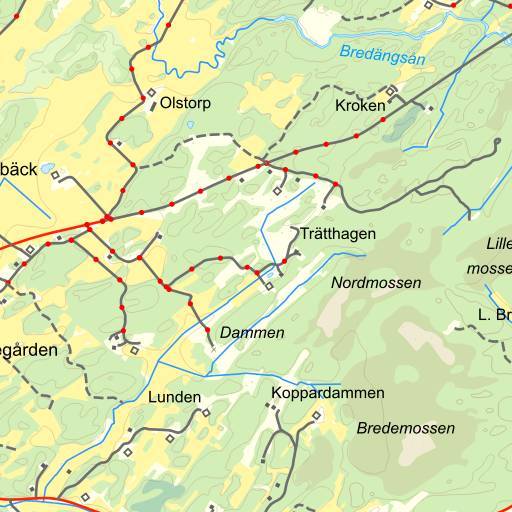 Bredängsån
Olstorp
Kroken
bäck
Trätthagen
Lille
mosse
Nordmossen
L. Br
Dammen
egården
Lunden
Koppardammen
Bredemossen